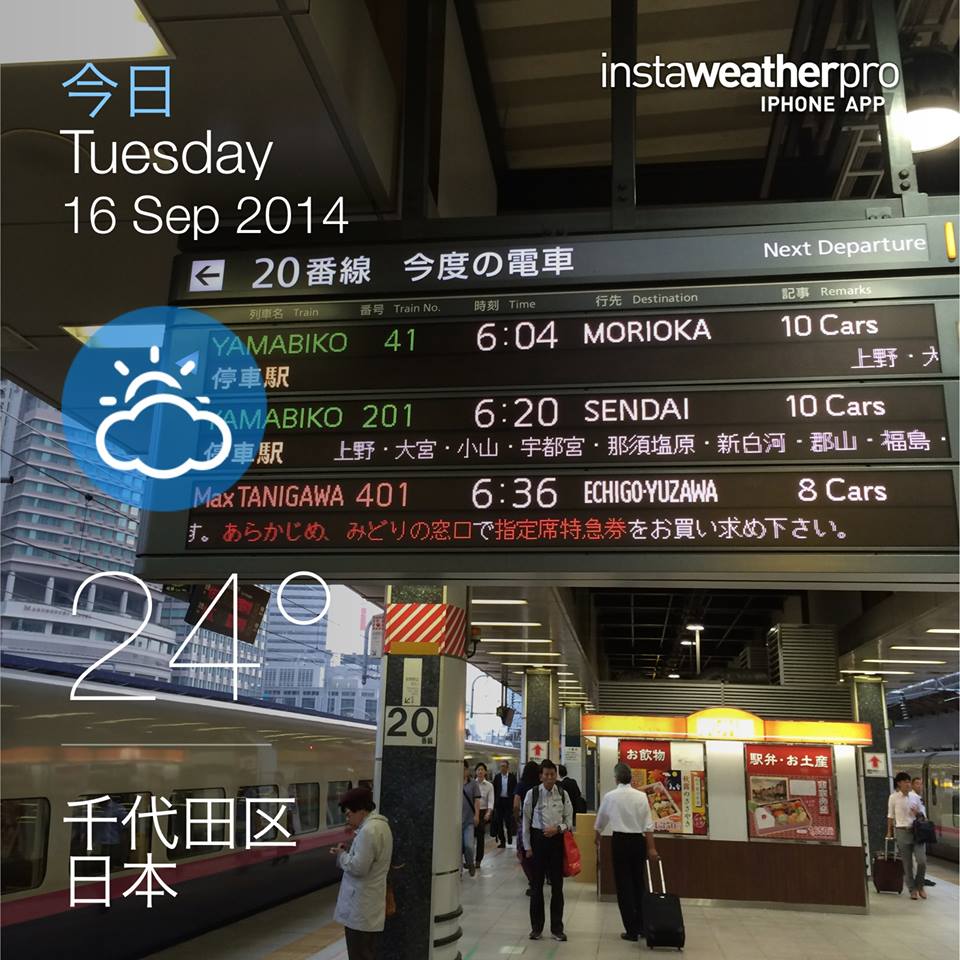 今日
Tuesday
16 Sep 2014
instaweatherpro
IPHONE APP
← 20番線 今度の電車 Next Departure
列車名 Train 番号 Train No. 時刻 Time 行先 Destination 記事 Remarks
YAMABIKO 41 6:04 MORIOKA 10 Cars
停車駅 上野・大
YAMABIKO 201 6:20 SENDAI 10 Cars
停車駅 上野・大宮・小山・宇都宮・那須塩原・新白河・郡山・福島・
Max TANIGAWA 401 6:36 ECHIGO-YUZAWA 8 Cars
す。あらかじめ、みどりの窓口で指定席特急券をお買い求め下さい。
24°
20
番線
お飲物
駅弁・お土産
千代田区
日本